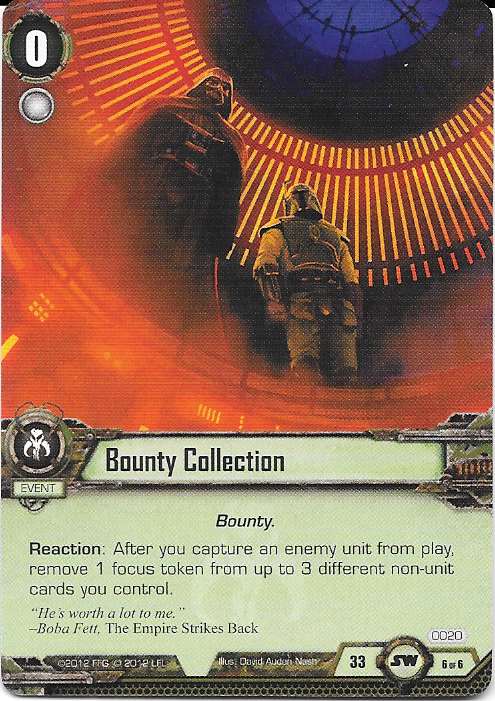 0
Bounty Collection
EVENT
Bounty.
Reaction: After you capture an enemy unit from play,
remove 1 focus token from up to 3 different non-unit
cards you control.
“He's worth a lot to me.”
–Boba Fett, The Empire Strikes Back
0020
©2012 FFG © 2012 LFL
Illus: David Auden Nash
33
SW
6 OF 6